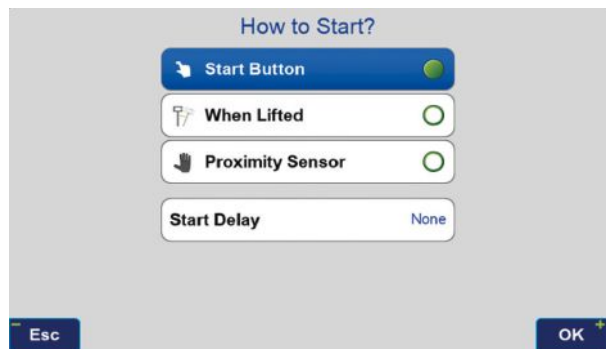 How to Start?
Start Button
When Lifted
Proximity Sensor
Start Delay None
- Esc OK +